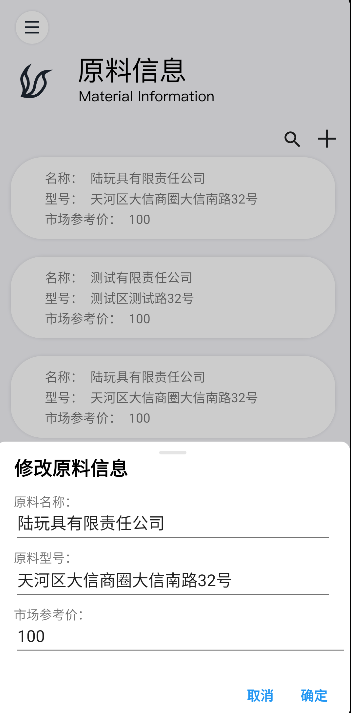 原料信息
Material Information
名称： 陆玩具有限责任公司
型号： 天河区大信商圈大信南路32号
市场参考价： 100
名称： 测试有限责任公司
型号： 测试区测试路32号
市场参考价： 100
名称： 陆玩具有限责任公司
型号： 天河区大信商圈大信南路32号
市场参考价： 100
修改原料信息
原料名称：
陆玩具有限责任公司
原料型号：
天河区大信商圈大信南路32号
市场参考价：
100
取消 确定